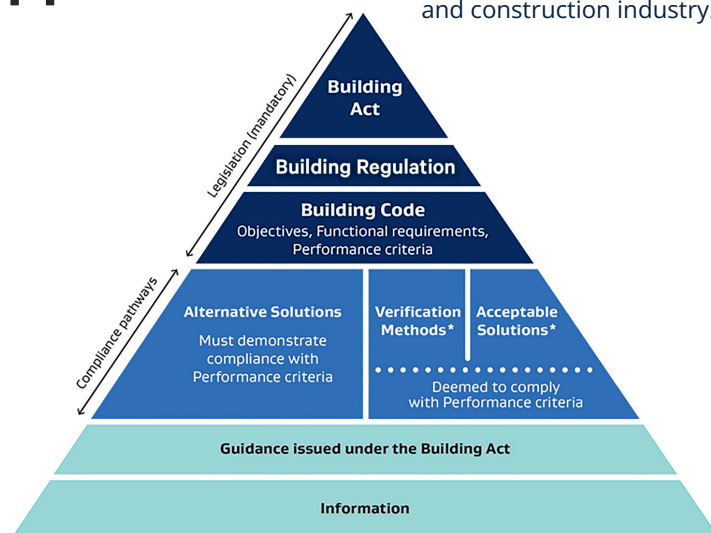 and construction industry.
Building
Act
Building Regulation
Building Code
Objectives, Functional requirements,
Performance criteria
Legislation (mandatory)
Compliance pathways
Alternative Solutions
Must demonstrate
compliance with
Performance criteria
Verification
Methods*
Acceptable
Solutions*
Deemed to comply
with Performance criteria
Guidance issued under the Building Act
Information